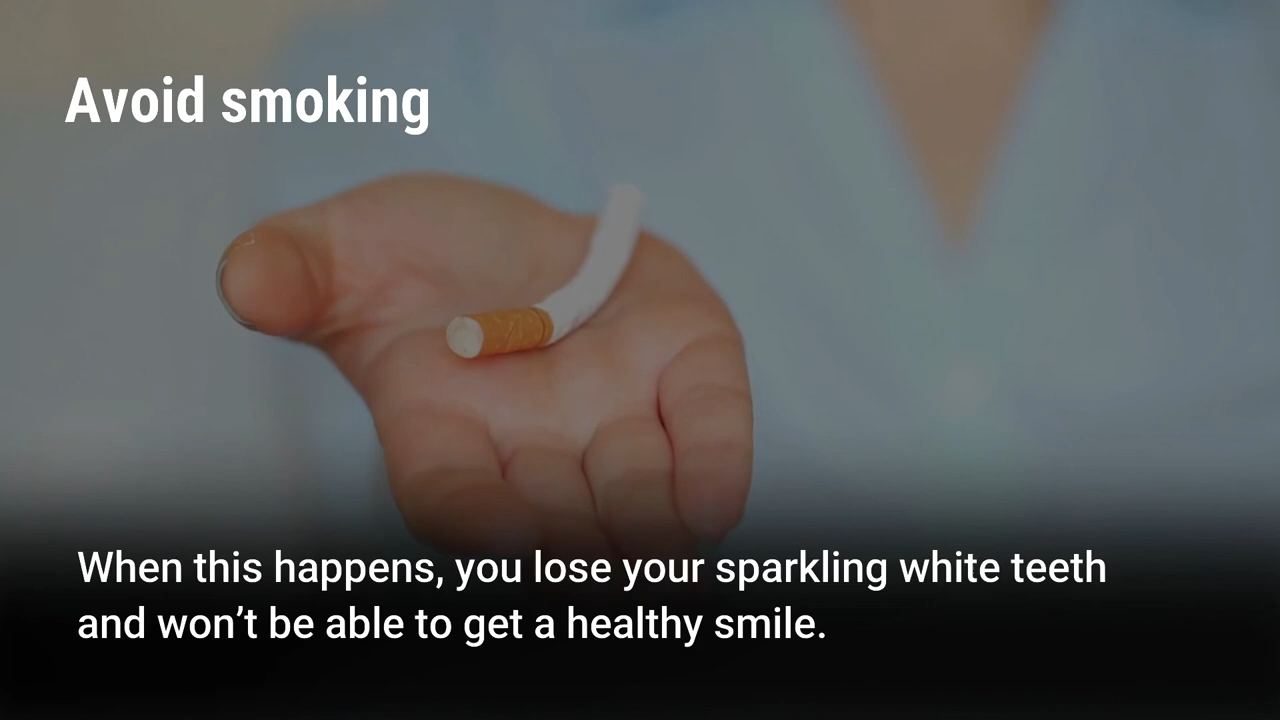 Avoid smoking
When this happens, you lose your sparkling white teeth
and won’t be able to get a healthy smile.